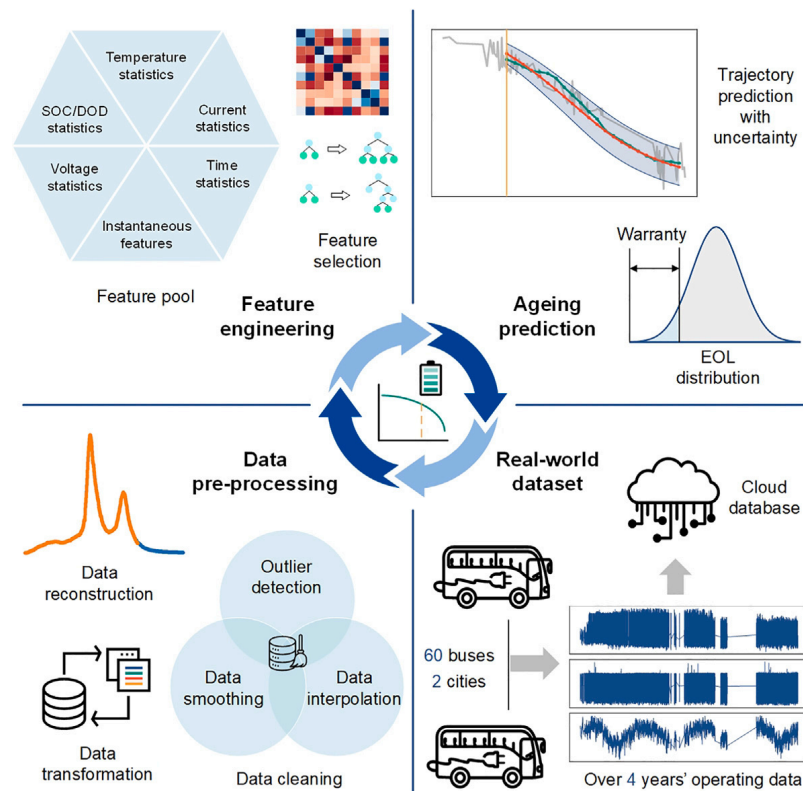 Temperature
statistics
SOC/DOD
statistics
Current
statistics
Voltage
statistics
Time
statistics
Instantaneous
features
Feature pool
Feature
selection
Feature
engineering
Trajectory
prediction
with
uncertainty
Warranty
EOL
distribution
Ageing
prediction
Data
pre-processing
Data
reconstruction
Outlier
detection
Data
smoothing
Data
interpolation
Data
transformation
Data cleaning
Real-world
dataset
Cloud
database
60 buses
2 cities
Over 4 years' operating data